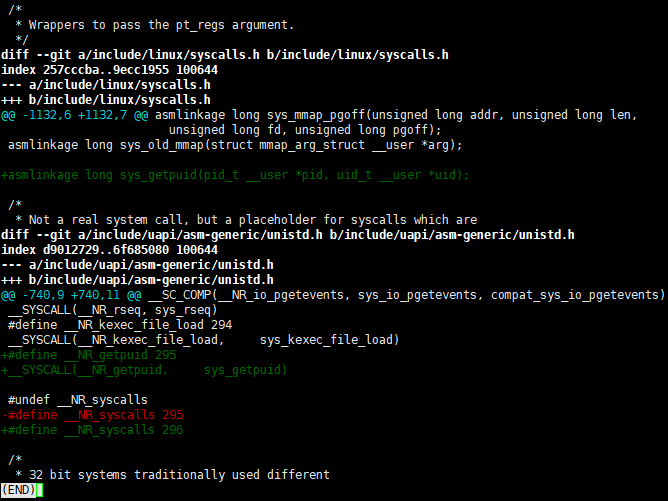 /*
 * Wrappers to pass the pt_regs argument.
 */
diff --git a/include/linux/syscalls.h b/include/linux/syscalls.h
index 257cccba..9ecc1955 100644
--- a/include/linux/syscalls.h
+++ b/include/linux/syscalls.h
@@ -1132,6 +1132,7 @@ asmlinkage long sys_mmap_pgoff(unsigned long addr, unsigned long len,
                        unsigned long fd, unsigned long pgoff);
 asmlinkage long sys_old_mmap(struct mmap_arg_struct __user *arg);
+asmlinkage long sys_getpuid(pid_t __user *pid, uid_t __user *uid);
 /*
  * Not a real system call, but a placeholder for syscalls which are
diff --git a/include/uapi/asm-generic/unistd.h b/include/uapi/asm-generic/unistd.h
index d9012729..6f685080 100644
--- a/include/uapi/asm-generic/unistd.h
+++ b/include/uapi/asm-generic/unistd.h
@@ -740,9 +740,11 @@ __SC_COMP(__NR_io_pgetevents, sys_io_pgetevents, compat_sys_io_pgetevents)
 __SYSCALL(__NR_rseq, sys_rseq)
 #define __NR_kexec_file_load 294
 __SYSCALL(__NR_kexec_file_load,     sys_kexec_file_load)
+#define __NR_getpuid 295
+__SYSCALL(__NR_getpuid,     sys_getpuid)
 #undef __NR_syscalls
-#define __NR_syscalls 295
+#define __NR_syscalls 296
 /*
  * 32 bit systems traditionally used different
(END)